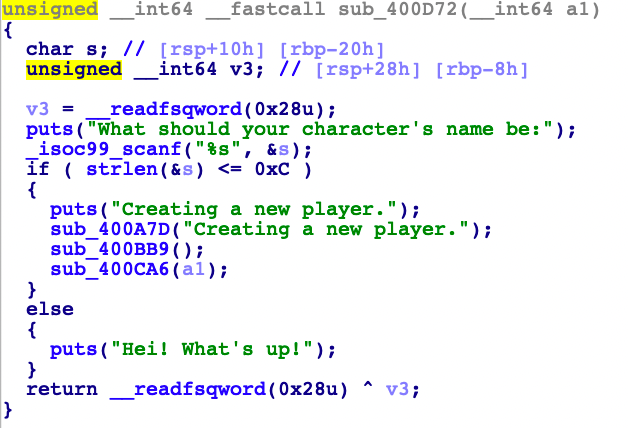 unsigned __int64 __fastcall sub_400D72(__int64 a1)
{
  char s; // [rsp+10h] [rbp-20h]
  unsigned __int64 v3; // [rsp+28h] [rbp-8h]

  v3 = __readfsqword(0x28u);
  puts("What should your character's name be:");
  _isoc99_scanf("%s", &s);
  if ( strlen(&s) <= 0xC )
  {
    puts("Creating a new player.");
    sub_400A7D("Creating a new player.");
    sub_400BB9();
    sub_400CA6(a1);
  }
  else
  {
    puts("Hei! What's up!");
  }
  return __readfsqword(0x28u) ^ v3;
}